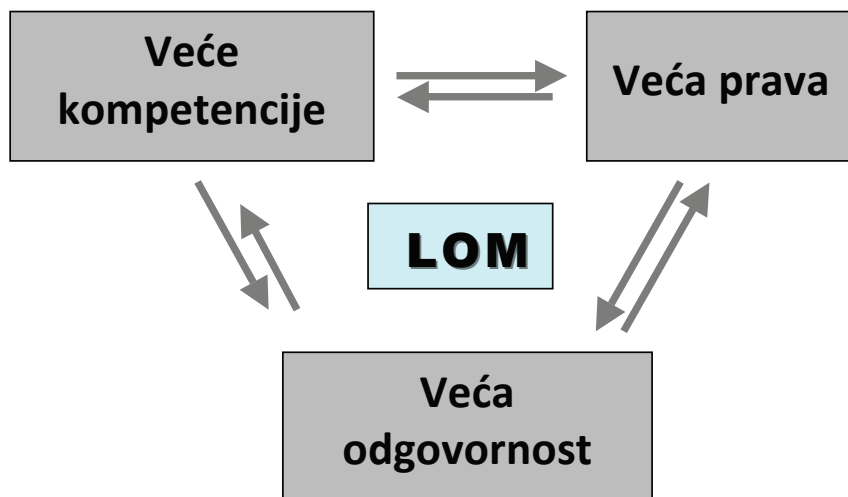 Veće
kompetencije
Veća prava
LOM
Veća
odgovornost